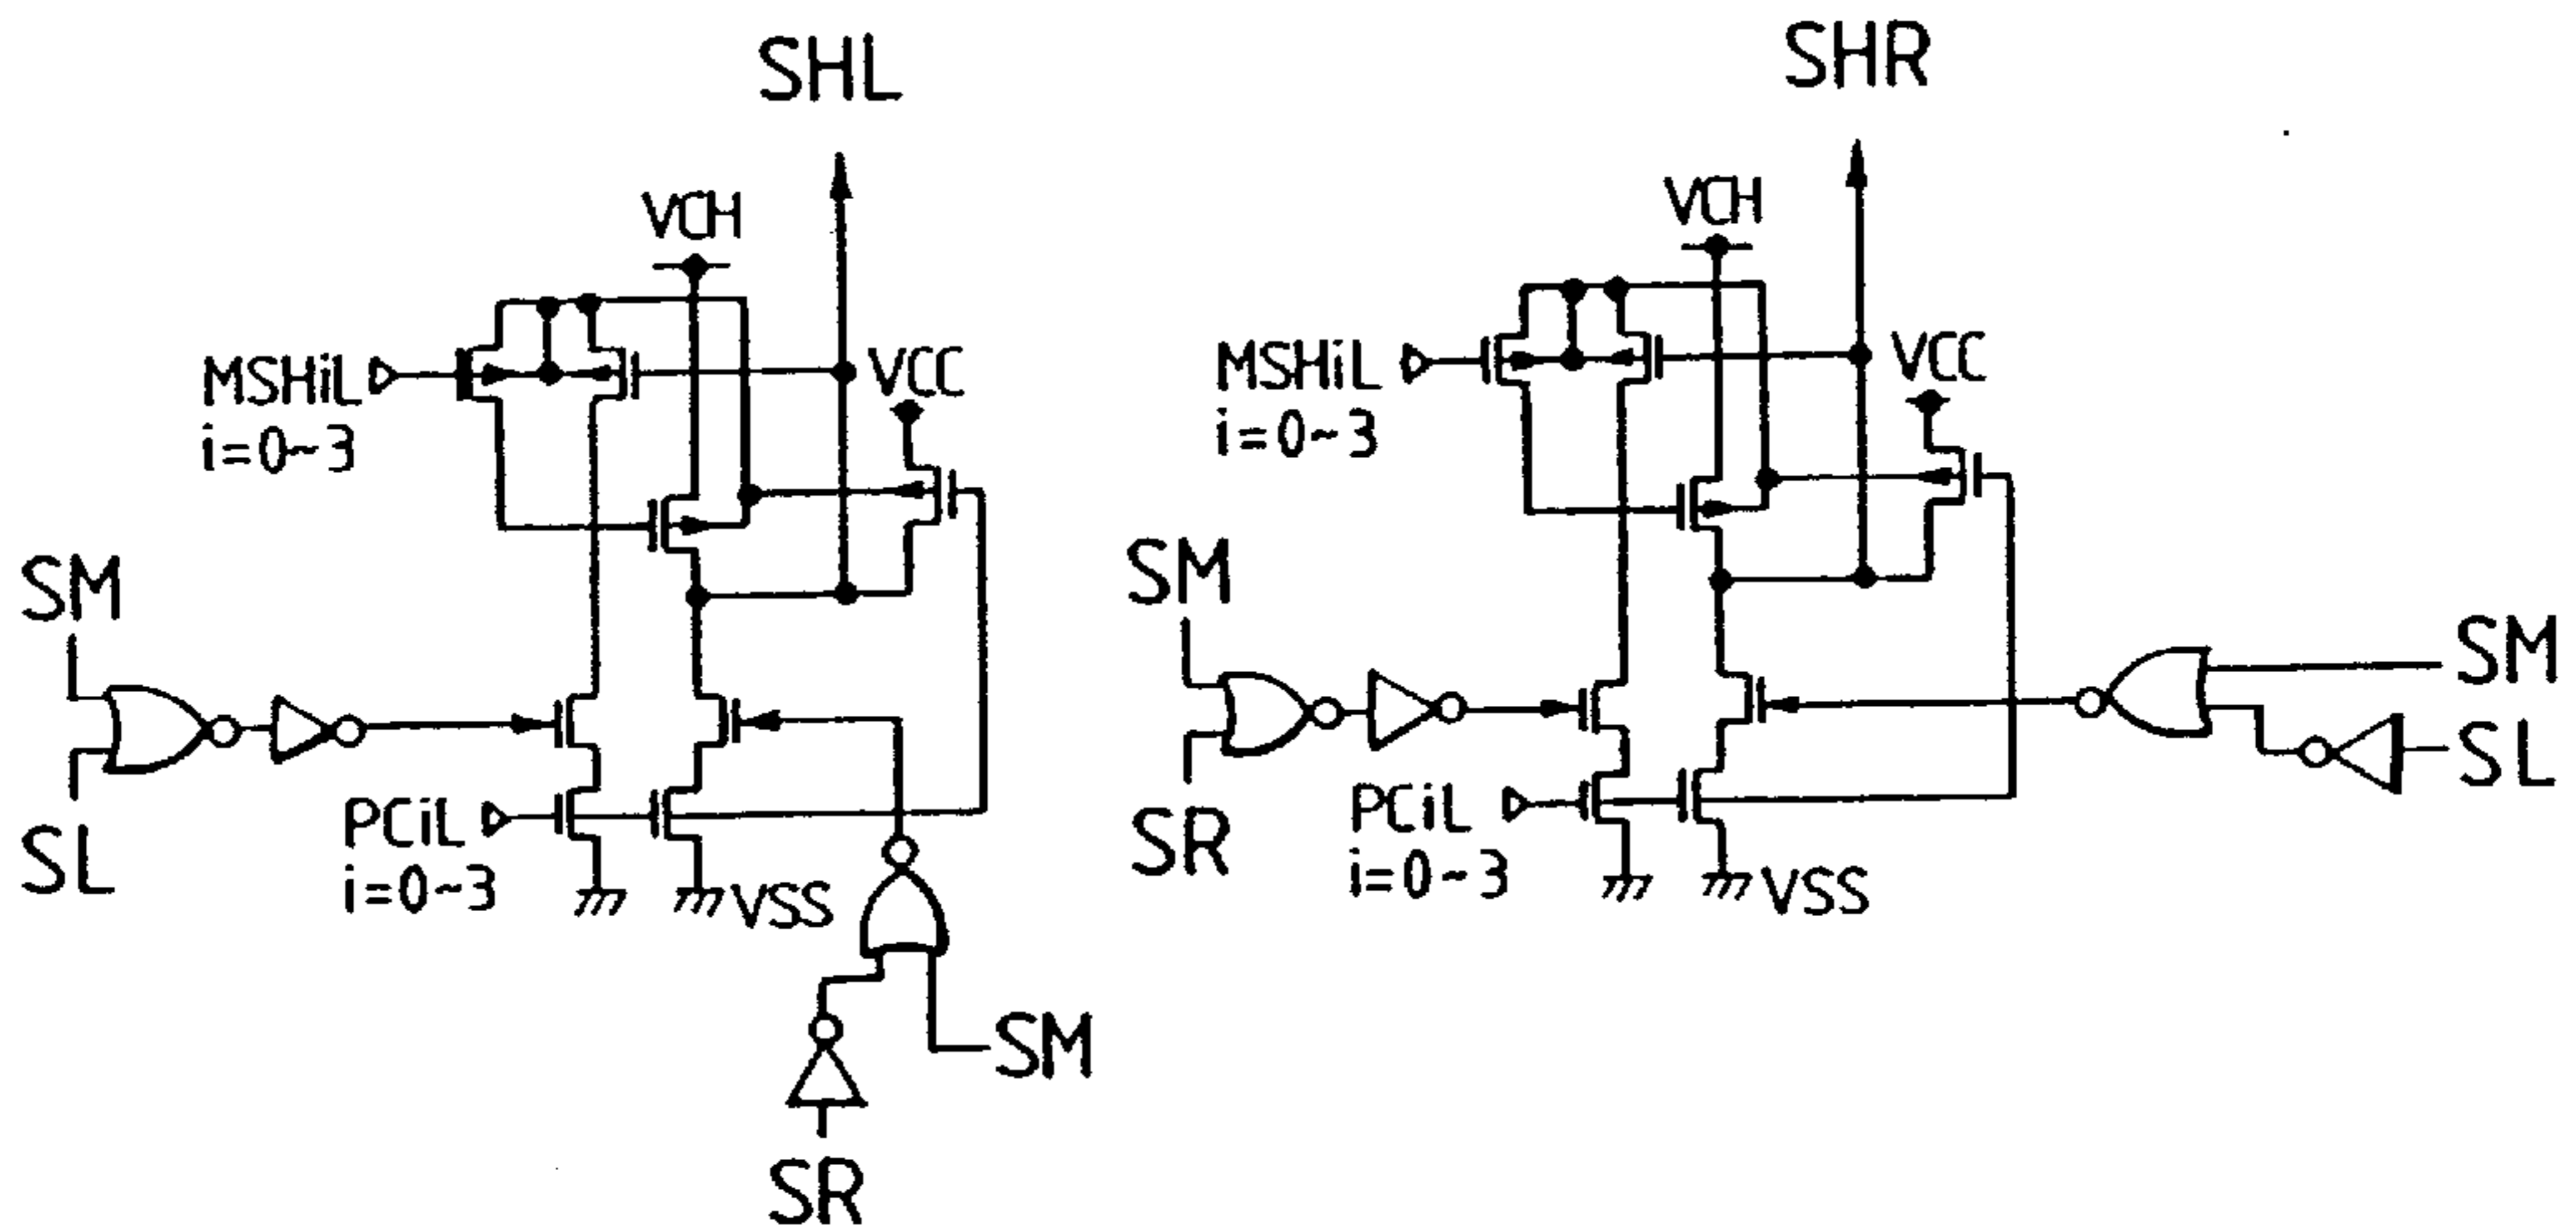 SHL
VCH
MSHiL
i=0~3
VCC
SM
SL
PCiL
i=0~3
VSS
SM
SR
SHR
VCH
MSHiL
i=0~3
VCC
SM
SR
PCiL
i=0~3
VSS
SM
SL